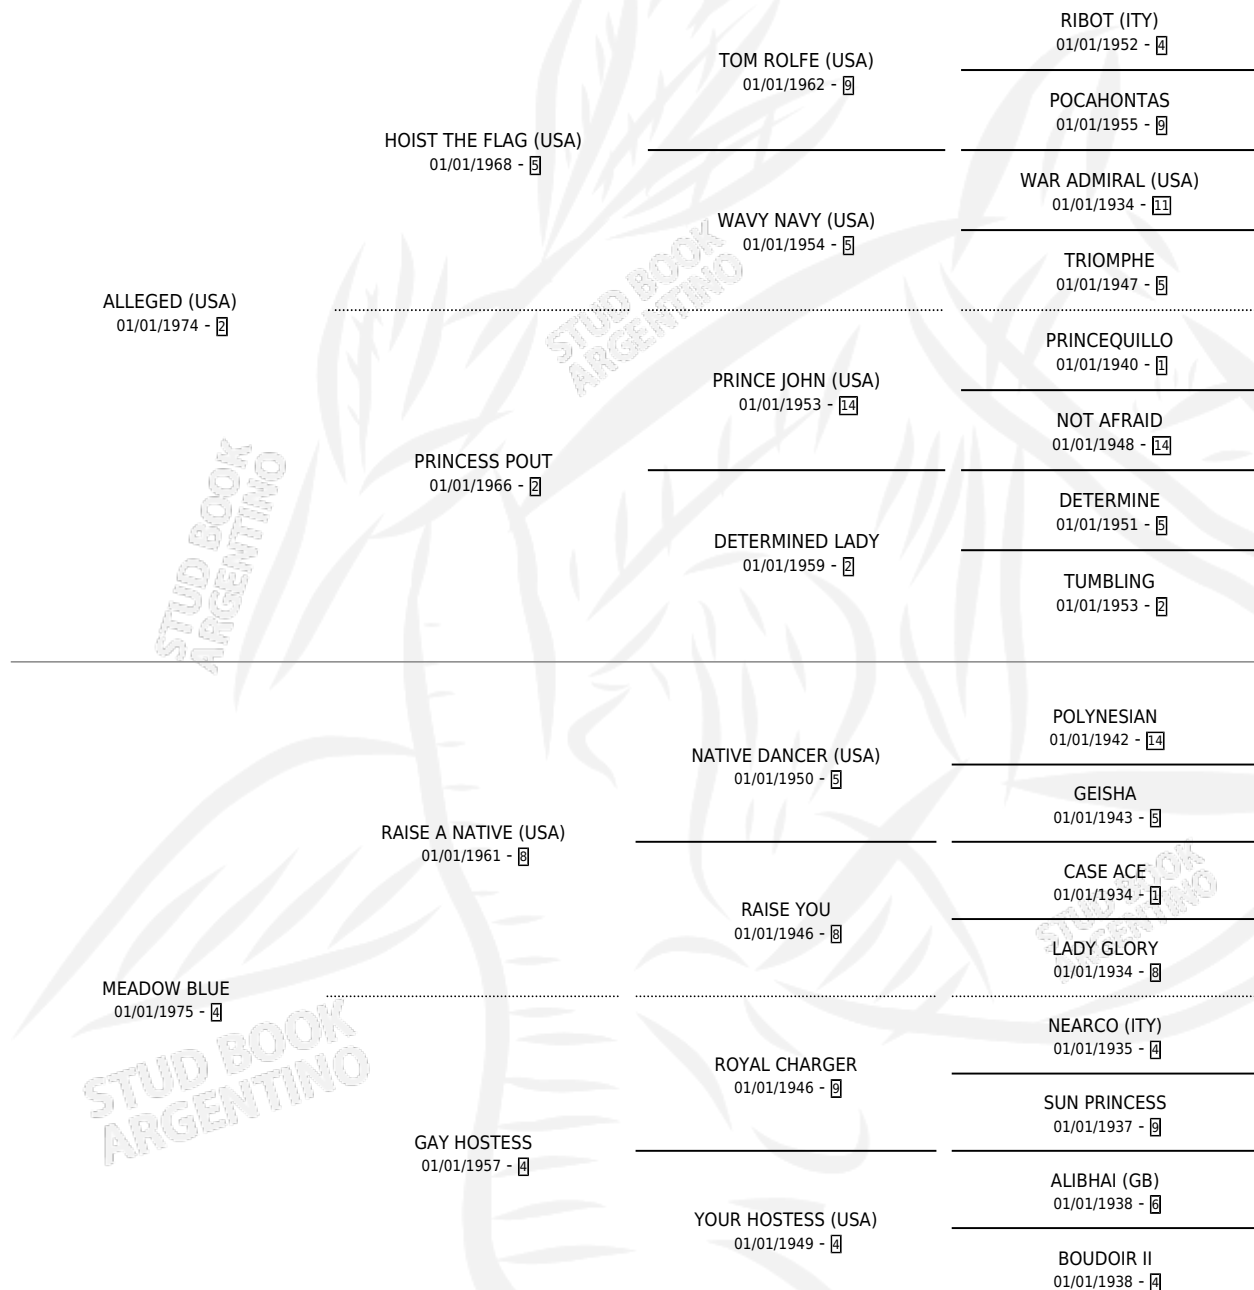 RIBOT (ITY)
01/01/1952 - 4
TOM ROLFE (USA)
01/01/1962 - 9
POCAHONTAS
01/01/1955 - 9
HOIST THE FLAG (USA)
01/01/1968 - 5
WAR ADMIRAL (USA)
01/01/1934 - 11
WAVY NAVY (USA)
01/01/1954 - 5
TRIOMPHE
01/01/1947 - 5
ALLEGED (USA)
01/01/1974 - 2
PRINCEQUILLO
01/01/1940 - 1
PRINCE JOHN (USA)
01/01/1953 - 14
NOT AFRAID
01/01/1948 - 14
PRINCESS POUT
01/01/1966 - 2
DETERMINE
01/01/1951 - 5
DETERMINED LADY
01/01/1959 - 2
TUMBLING
01/01/1953 - 2
POLYNESIAN
01/01/1942 - 14
NATIVE DANCER (USA)
01/01/1950 - 5
GEISHA
01/01/1943 - 5
RAISE A NATIVE (USA)
01/01/1961 - 8
CASE ACE
01/01/1934 - 1
RAISE YOU
01/01/1946 - 8
LADY GLORY
01/01/1934 - 8
MEADOW BLUE
01/01/1975 - 4
NEARCO (ITY)
01/01/1935 - 4
ROYAL CHARGER
01/01/1946 - 9
SUN PRINCESS
01/01/1937 - 9
GAY HOSTESS
01/01/1957 - 4
ALIBHAI (GB)
01/01/1938 - 6
YOUR HOSTESS (USA)
01/01/1949 - 4
BOUDOIR II
01/01/1938 - 4
STUD BOOK
ARGENTINO
STUD BOOK
ARGENTINO
STUD BOOK
ARGENTINO
STUD BOOK
ARGENTINO